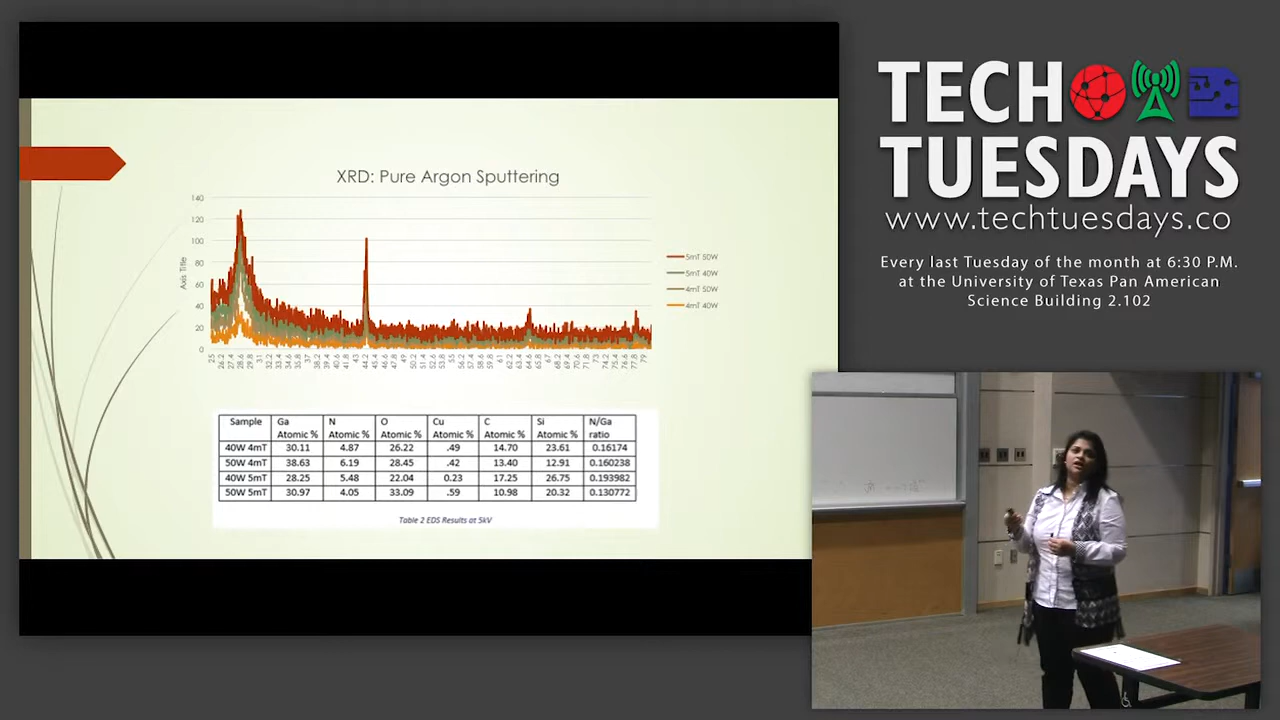 XRD: Pure Argon Sputtering
140
120
100
80
60
40
20
0
Axis Title
5mT 50W
5mT 40W
4mT 50W
4mT 40W
Sample Ga Atomic % N Atomic % O Atomic % Cu Atomic % C Atomic % Si Atomic % N/Ga ratio
40W 4mT 30.11 4.87 26.22 .49 14.70 23.61 0.16174
50W 4mT 38.63 6.19 28.45 .42 13.40 12.91 0.160238
40W 5mT 28.25 5.48 22.04 0.23 17.25 26.75 0.193982
50W 5mT 30.97 4.05 33.09 .59 10.98 20.32 0.130772
Table 2 EDS Results at 5kV
TECH
TUESDAYS
www.techtuesdays.co
Every last Tuesday of the month at 6:30 P.M.
at the University of Texas Pan American
Science Building 2.102